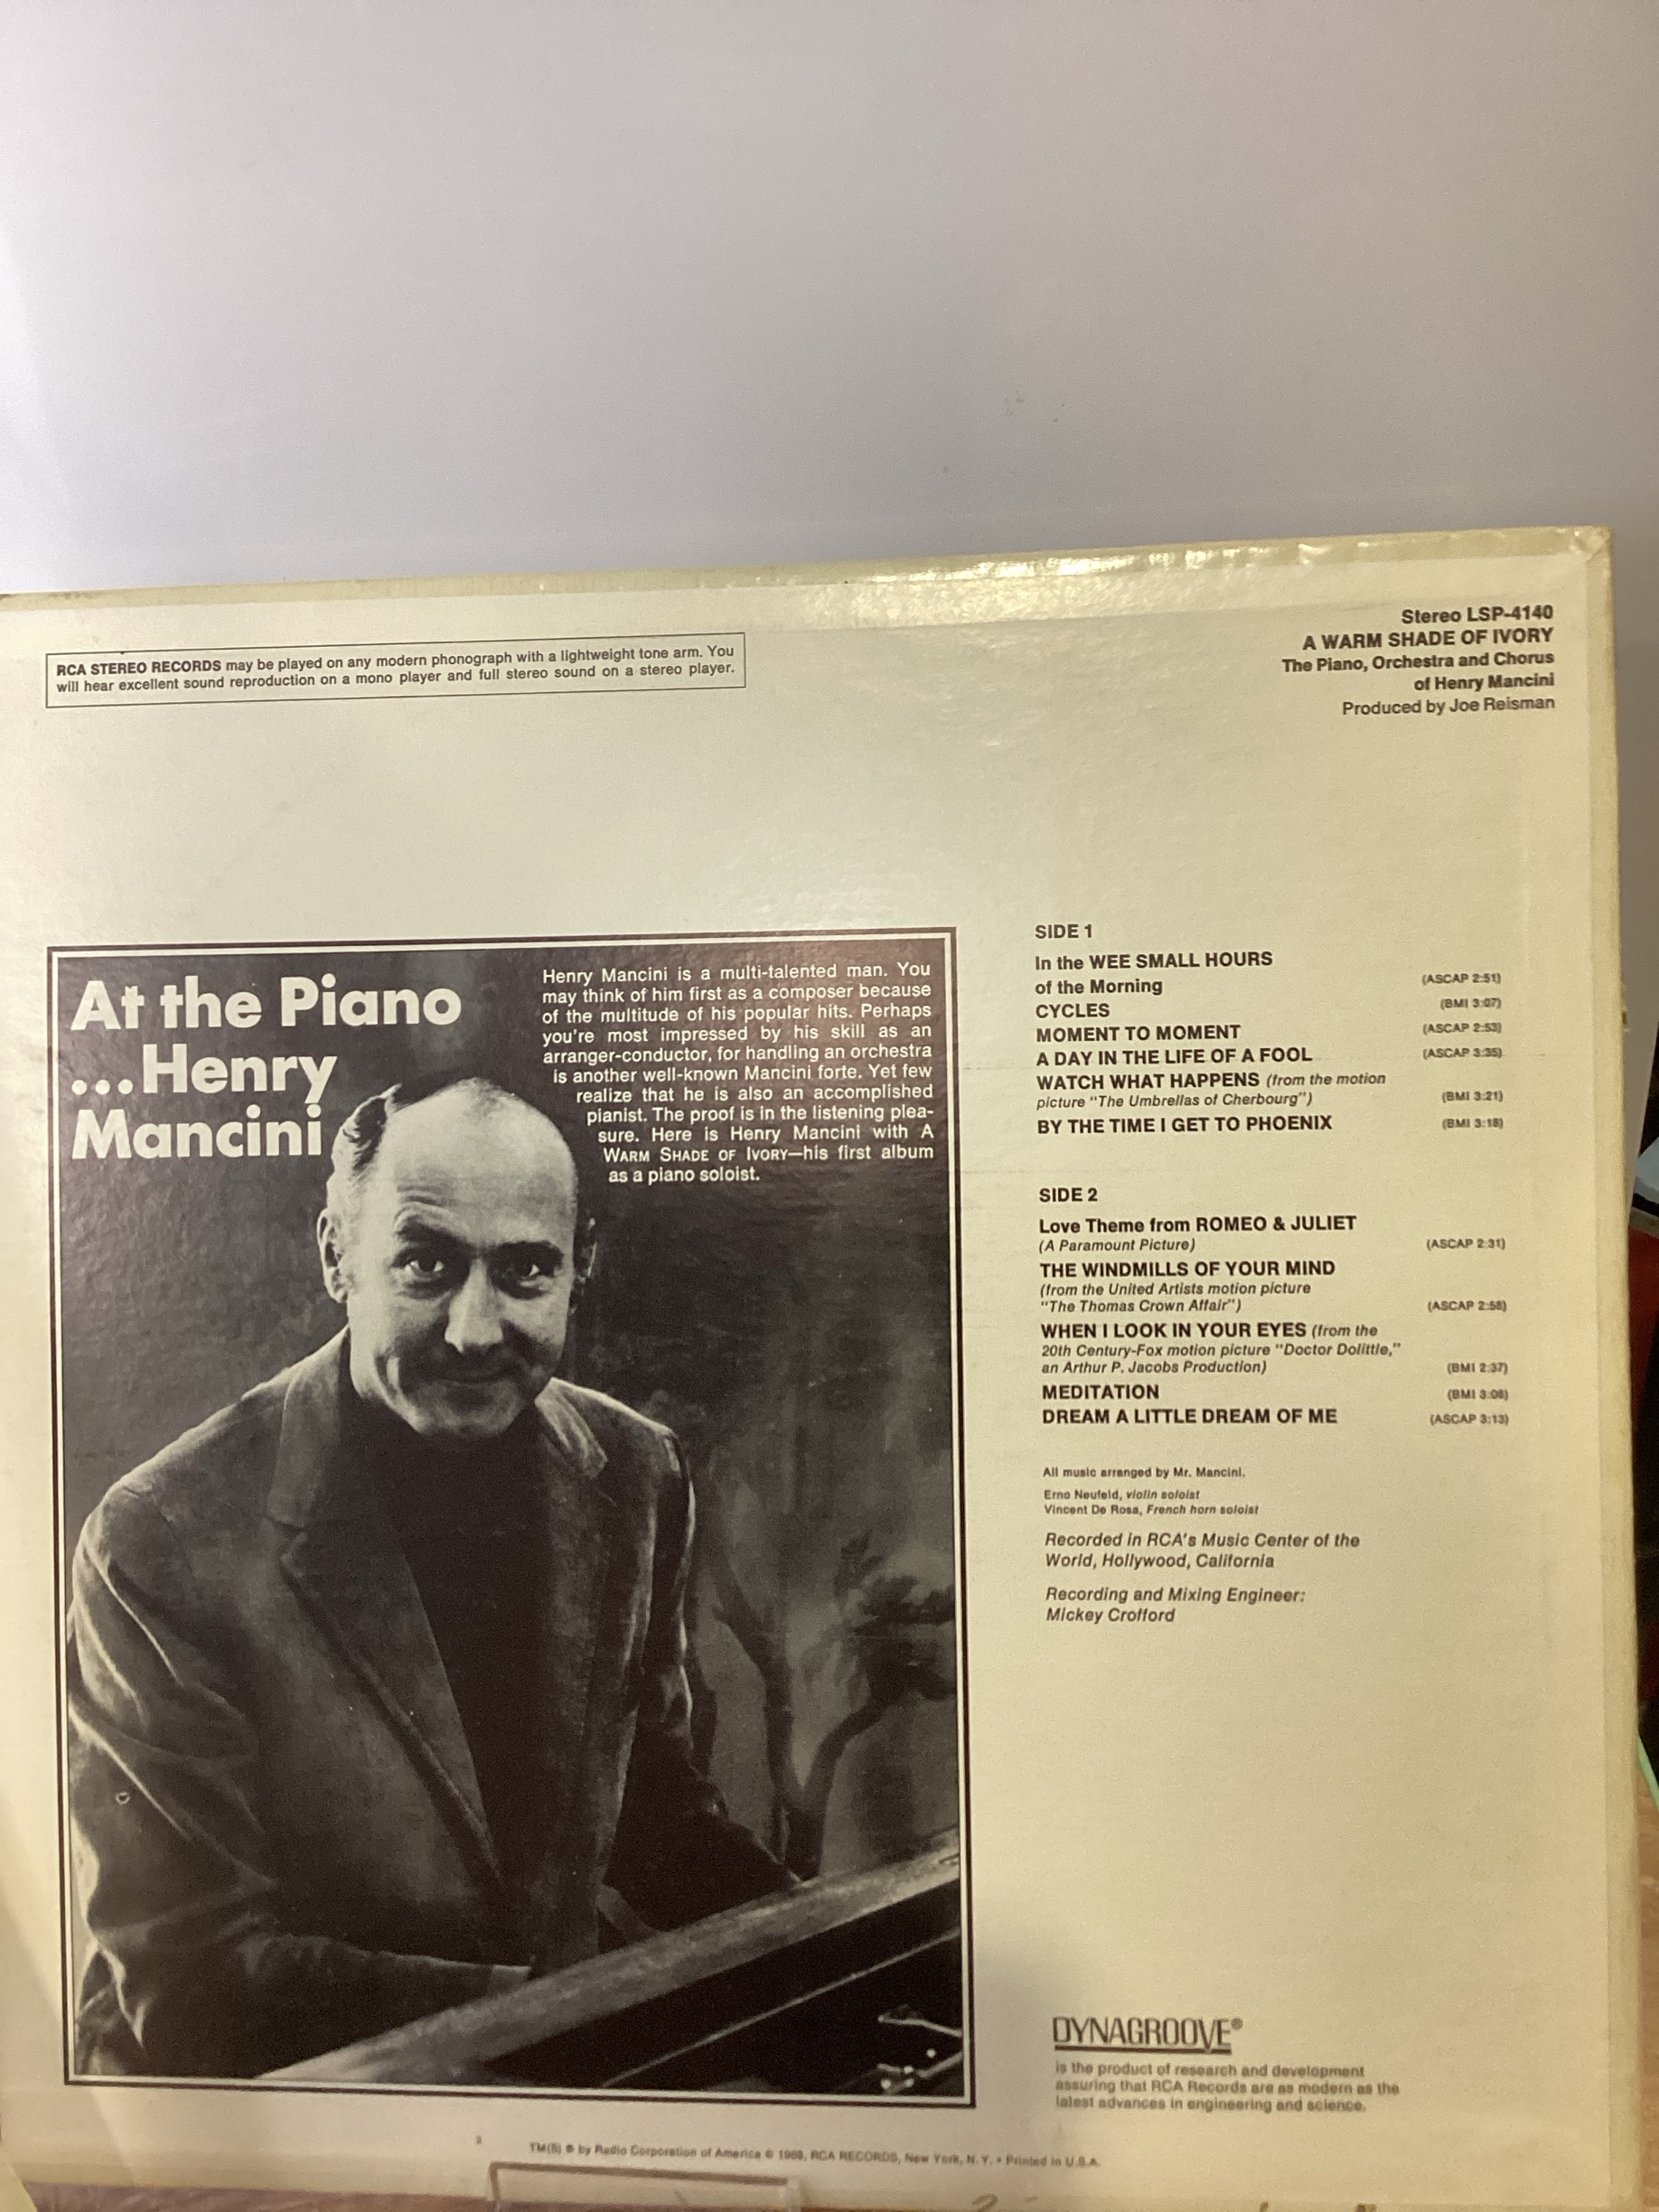 RCA STEREO RECORDS may be played on any modern phonograph with a lightweight tone arm. You
will hear excellent sound reproduction on a mono player and full stereo sound on a stereo player.
Stereo LSP-4140
A WARM SHADE OF IVORY
The Piano, Orchestra and Chorus
of Henry Mancini
Produced by Joe Reisman
At the Piano
...Henry
Mancini
Henry Mancini is a multi-talented man. You
may think of him first as a composer because
of the multitude of his popular hits. Perhaps
you're most impressed by his skill as an
arranger-conductor, for handling an orchestra
is another well-known Mancini forte. Yet few
realize that he is also an accomplished
pianist. The proof is in the listening plea-
sure. Here is Henry Mancini with A
WARM SHADE OF IVORY—his first album
as a piano soloist.
SIDE 1
In the WEE SMALL HOURS
of the Morning (ASCAP 2:51)
CYCLES (BMI 3:07)
MOMENT TO MOMENT (ASCAP 2:53)
A DAY IN THE LIFE OF A FOOL (ASCAP 3:35)
WATCH WHAT HAPPENS (from the motion
picture "The Umbrellas of Cherbourg") (BMI 3:21)
BY THE TIME I GET TO PHOENIX (BMI 3:18)
SIDE 2
Love Theme from ROMEO & JULIET
(A Paramount Picture) (ASCAP 2:31)
THE WINDMILLS OF YOUR MIND
(from the United Artists motion picture
"The Thomas Crown Affair") (ASCAP 2:58)
WHEN I LOOK IN YOUR EYES (from the
20th Century-Fox motion picture "Doctor Dolittle,"
an Arthur P. Jacobs Production) (BMI 2:37)
MEDITATION (BMI 3:08)
DREAM A LITTLE DREAM OF ME (ASCAP 3:13)
All music arranged by Mr. Mancini.
Erno Neufeld, violin soloist
Vincent De Rosa, French horn soloist
Recorded in RCA's Music Center of the
World, Hollywood, California
Recording and Mixing Engineer:
Mickey Crofford
DYNAGROOVE®
is the product of research and development
assuring that RCA Records are as modern as the
latest advances in engineering and science.
TM(S) ® by Radio Corporation of America © 1969, RCA RECORDS, New York, N. Y. • Printed in U.S.A.